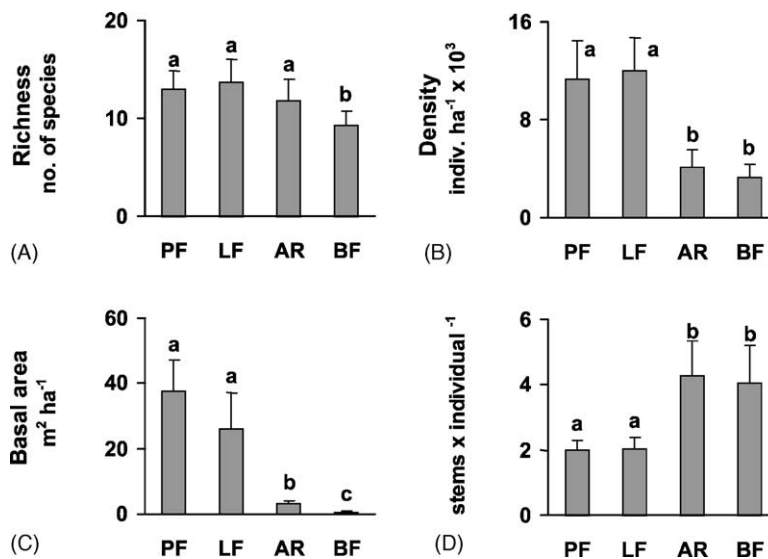 Richness
no. of species
20
10
0
a
a
a
b
PF LF AR BF
(A)
Density
indiv. ha⁻¹ x 10³
16
8
0
a
a
b
b
PF LF AR BF
(B)
Basal area
m² ha⁻¹
60
40
20
0
a
a
b
c
PF LF AR BF
(C)
stems x individual ⁻¹
6
4
2
0
a
a
b
b
PF LF AR BF
(D)